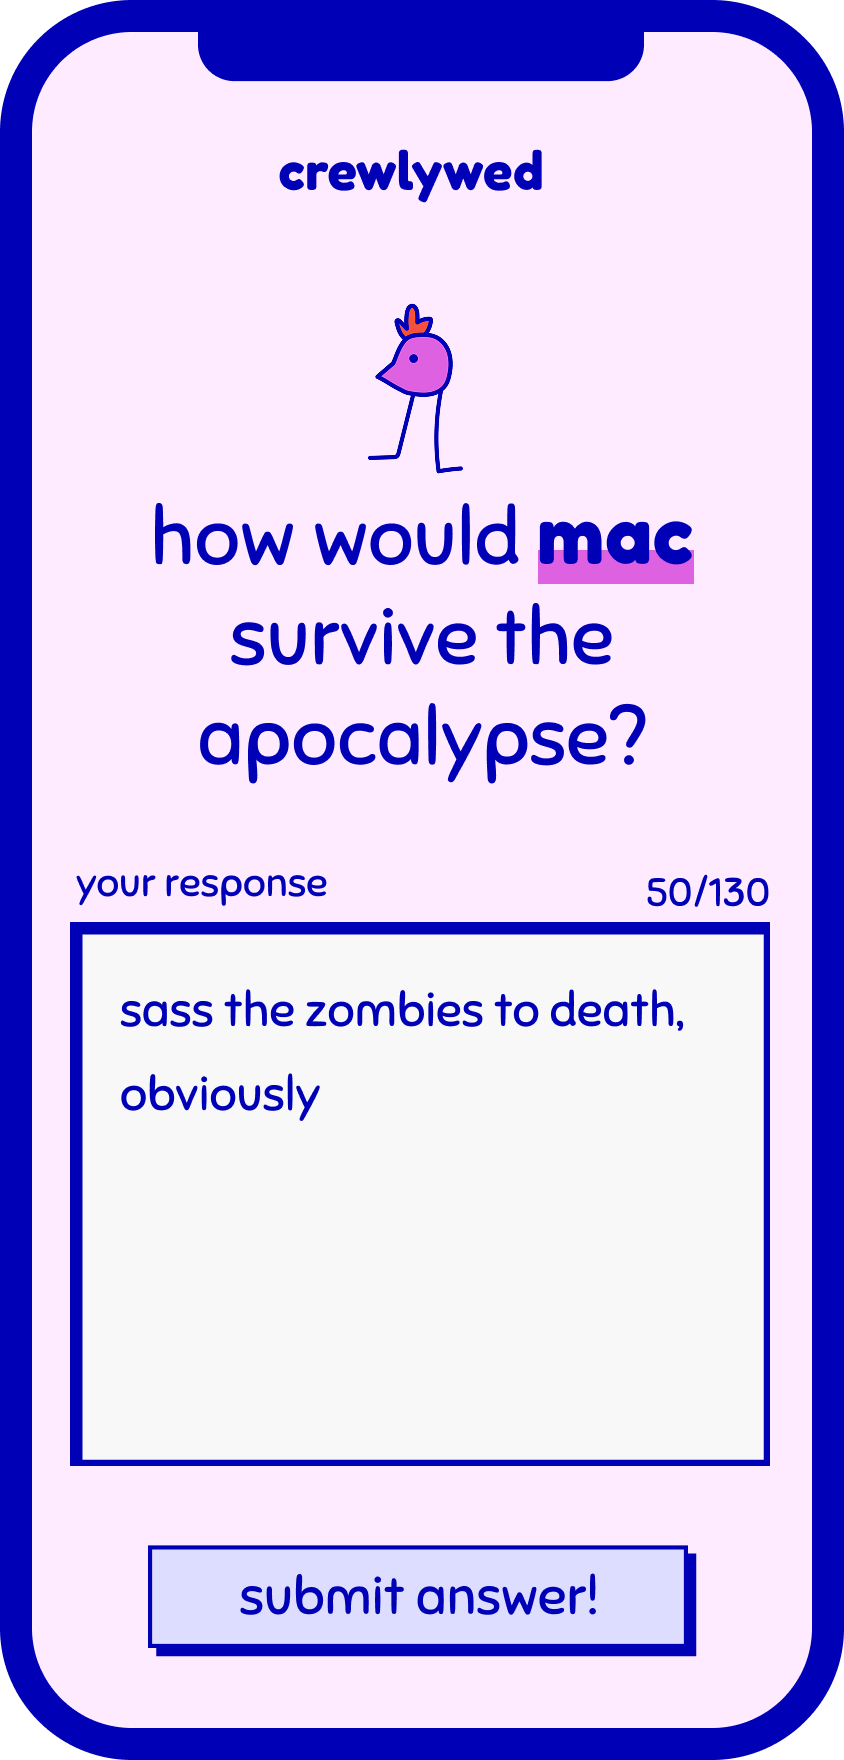 crewlywed
how would mac
survive the
apocalypse?
your response 50/130
sass the zombies to death,
obviously
submit answer!